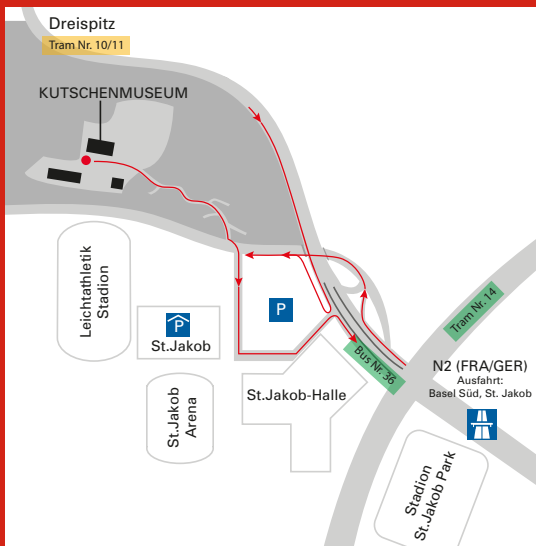 Dreispitz
Tram Nr. 10/11
KUTSCHENMUSEUM
Leichtathletik
Stadion
P
St.Jakob
P
St.Jakob
Arena
St.Jakob-Halle
Bus Nr. 36
Tram Nr. 14
N2 (FRA/GER)
Ausfahrt:
Basel Süd, St. Jakob
Stadion
St.Jakob Park